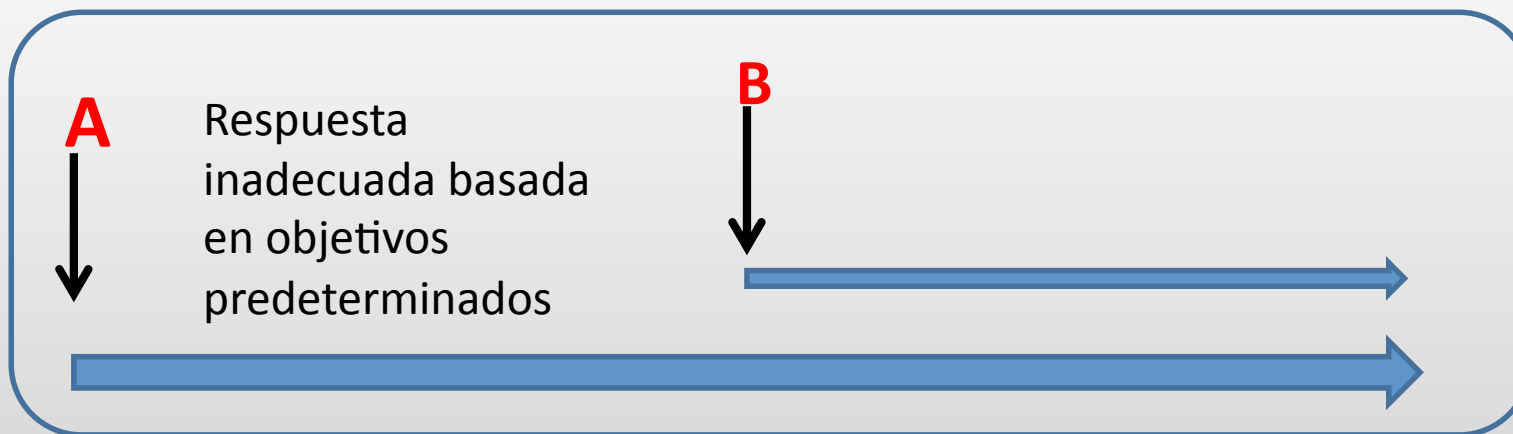 A
Respuesta
inadecuada basada
en objetivos
predeterminados
B